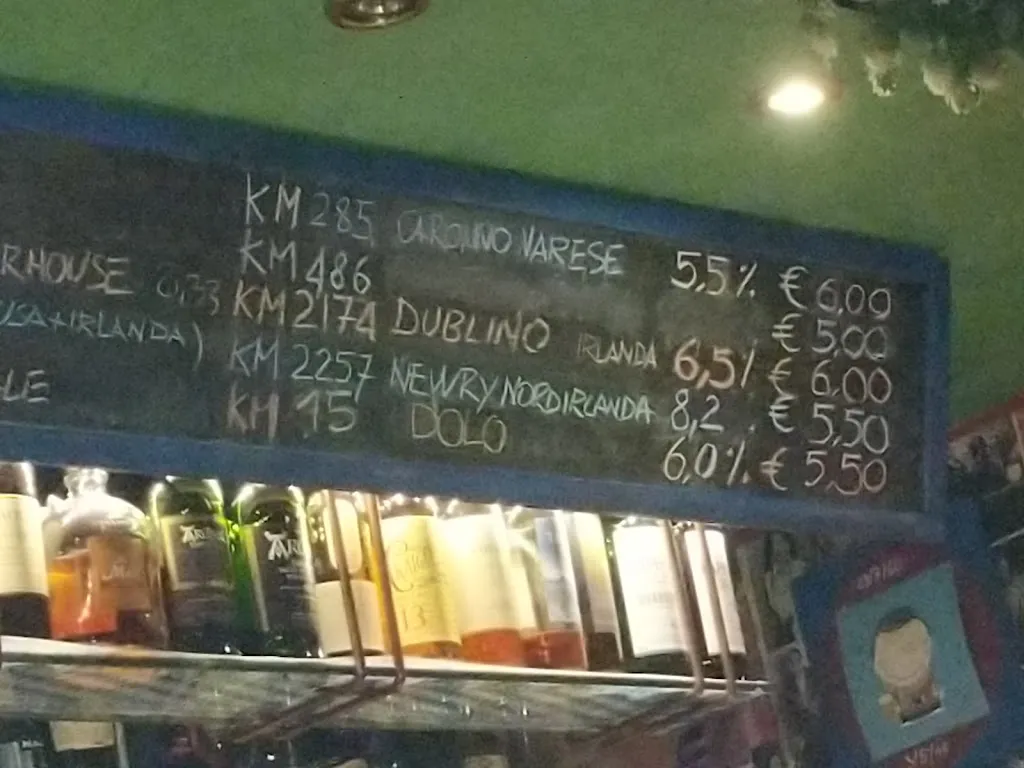 KM 285 VARESE 5,5% € 6,00
KM 486 € 5,00
RHOUSE 0,33 KM 2174 DUBLINO IRLANDA 6,5% € 6,00
USA+IRLANDA) KM 2257 NEWRY NORDIRLANDA 8,2 € 5,50
LE KM 15 DOLO 6,0% € 5,50
13